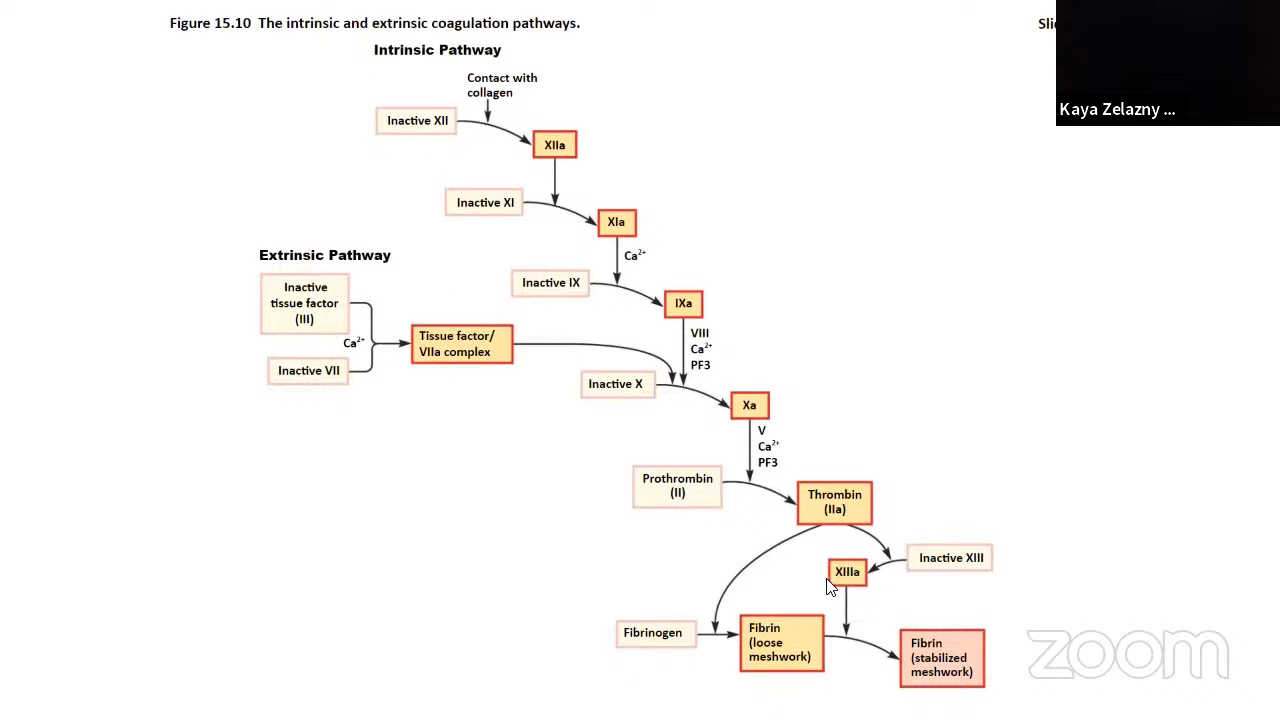 Figure 15.10 The intrinsic and extrinsic coagulation pathways.
Kaya Zelazny ...
Intrinsic Pathway
Contact with
collagen
Inactive XII
XIIa
Inactive XI
XIa
Ca²⁺
Extrinsic Pathway
Inactive
tissue factor
(III)
Ca²⁺
Inactive VII
Tissue factor/
VIIa complex
Inactive IX
IXa
VIII
Ca²⁺
PF3
Inactive X
Xa
V
Ca²⁺
PF3
Prothrombin
(II)
Thrombin
(IIa)
Inactive XIII
XIIIa
Fibrinogen
Fibrin
(loose
meshwork)
Fibrin
(stabilized
meshwork)
zoom